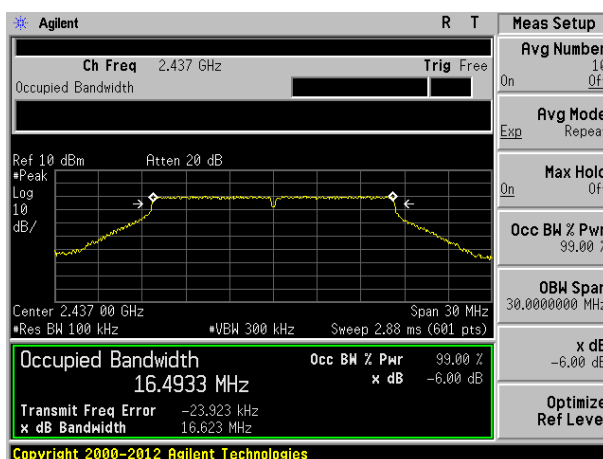 Agilent R T Meas Setup
Ch Freq 2.437 GHz Trig Free
Occupied Bandwidth
Avg Number
10
On Off
Avg Mode
Exp Repeat
Max Hold
On Off
Occ BW % Pwr
99.00 %
OBW Span
30.0000000 MHz
x dB
-6.00 dB
Optimize
Ref Level
Ref 10 dBm Atten 20 dB
#Peak
Log
10
dB/
Center 2.437 00 GHz Span 30 MHz
#Res BW 100 kHz #VBW 300 kHz Sweep 2.88 ms (601 pts)
Occupied Bandwidth Occ BW % Pwr 99.00 %
16.4933 MHz x dB -6.00 dB
Transmit Freq Error -23.923 kHz
x dB Bandwidth 16.623 MHz
Copyright 2000-2012 Agilent Technologies